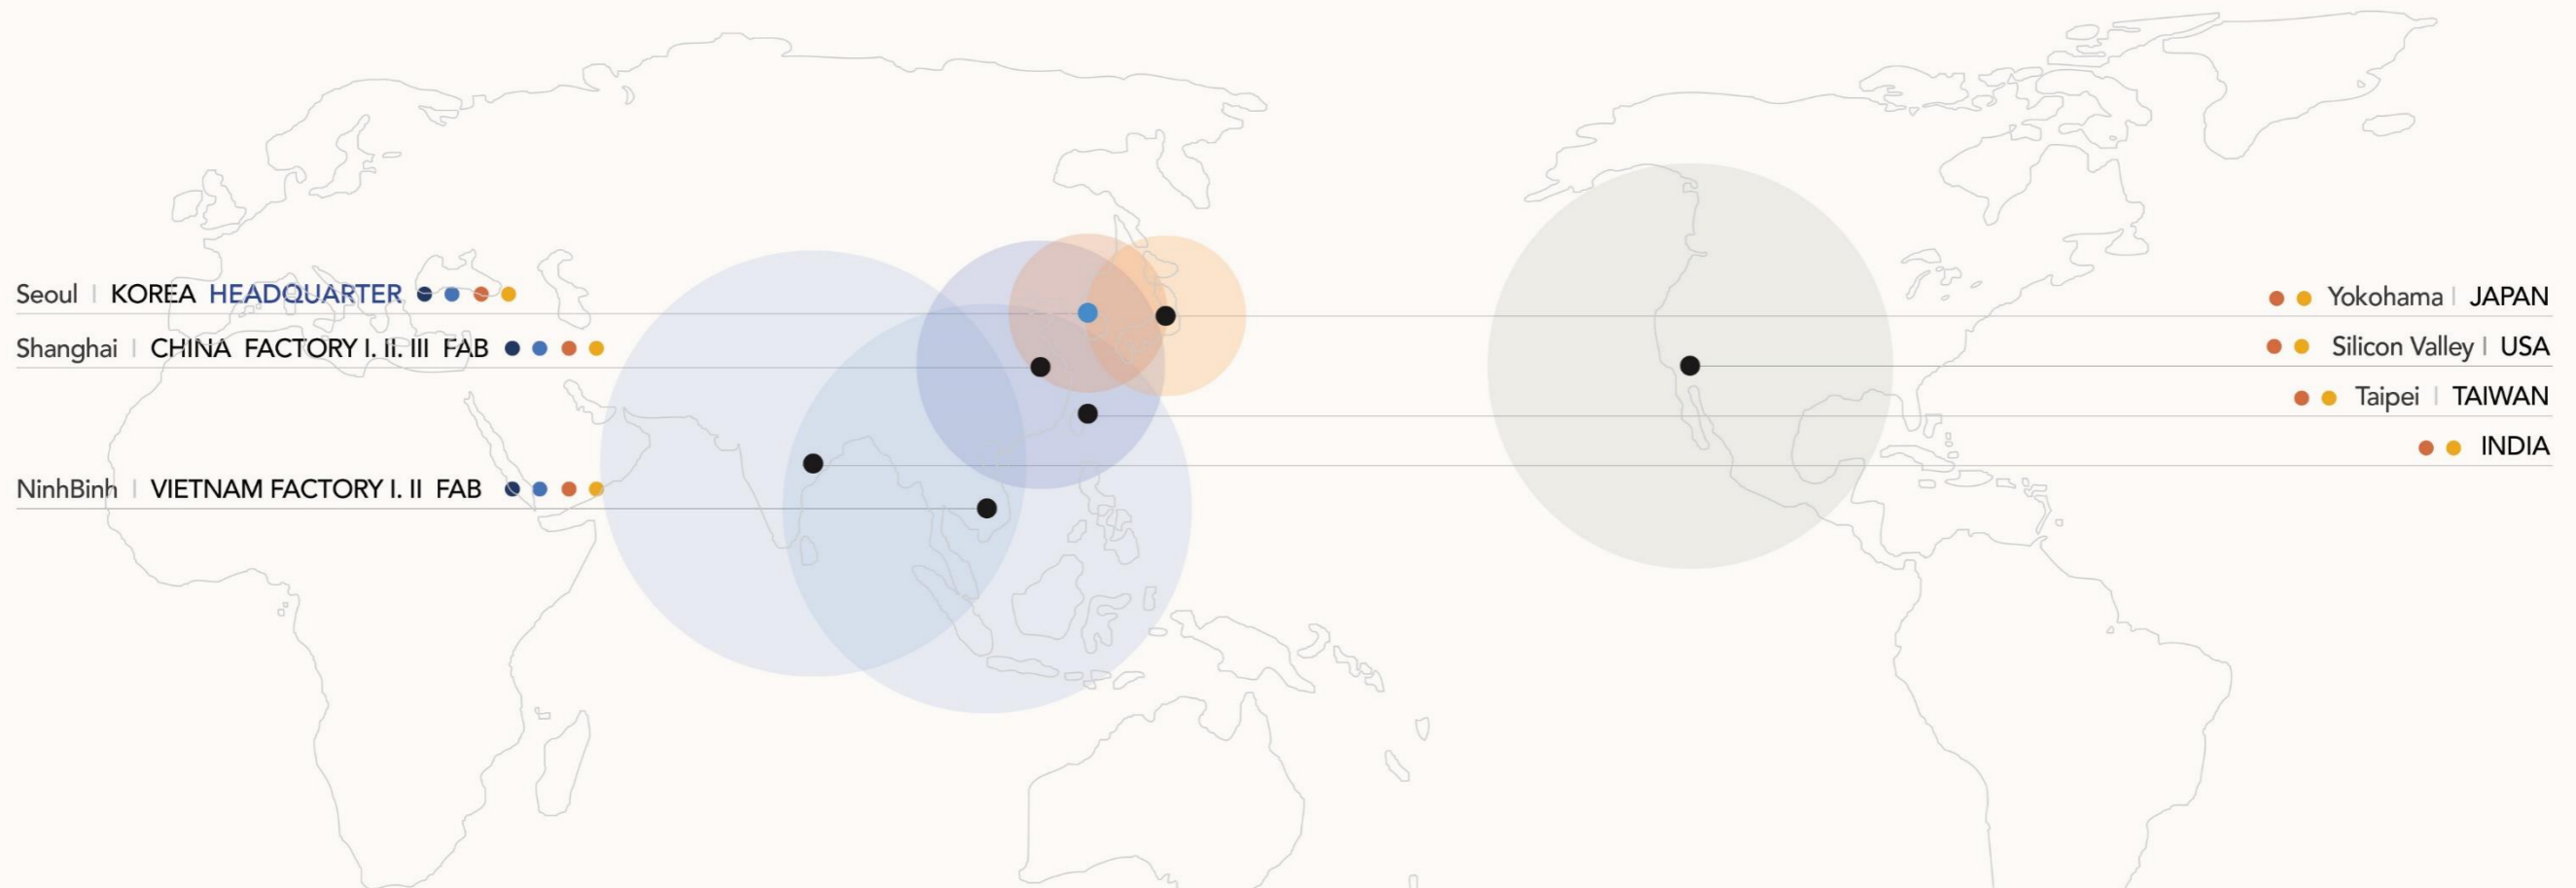 Seoul | KOREA HEADQUARTER
Shanghai | CHINA FACTORY I. II. III FAB
NinhBinh | VIETNAM FACTORY I. II FAB
Yokohama | JAPAN
Silicon Valley | USA
Taipei | TAIWAN
INDIA